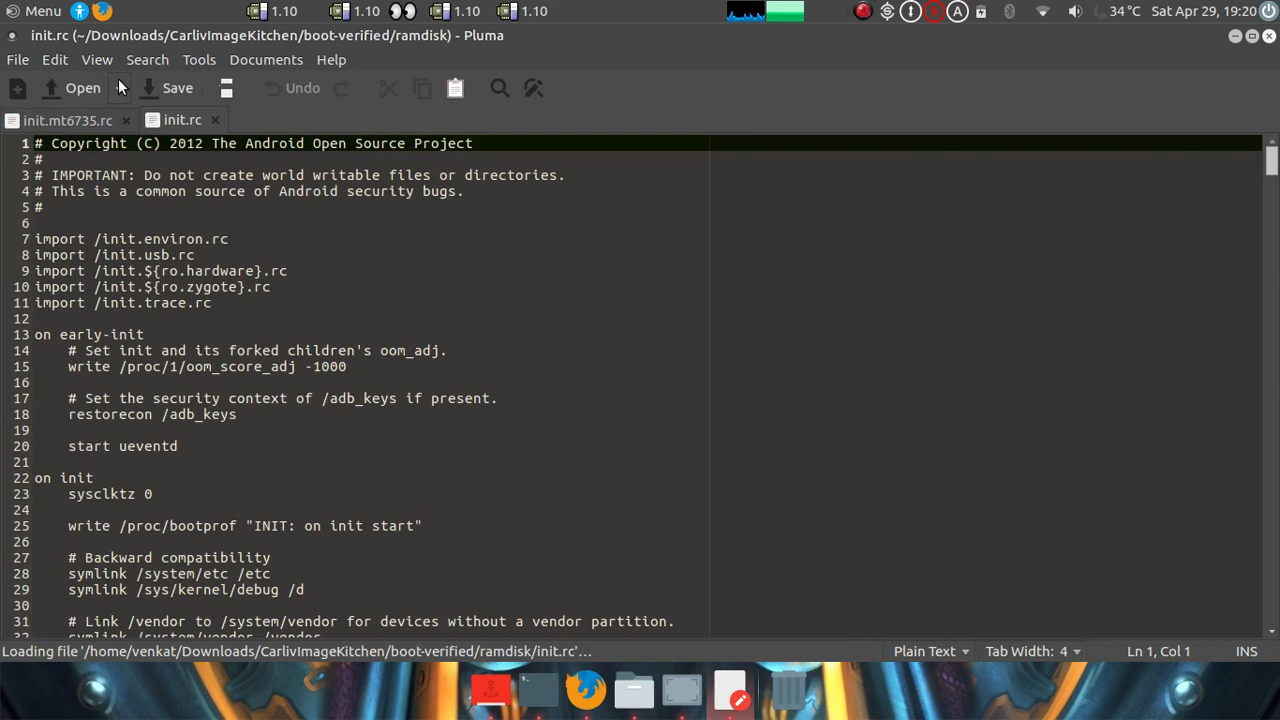 Menu 1.10 1.10 1.10 1.10 34 °C Sat Apr 29, 19:20
init.rc (~/Downloads/CarlivImageKitchen/boot-verified/ramdisk) - Pluma
File Edit View Search Tools Documents Help
Open Save Undo
init.mt6735.rc init.rc
1 # Copyright (C) 2012 The Android Open Source Project
2 #
3 # IMPORTANT: Do not create world writable files or directories.
4 # This is a common source of Android security bugs.
5 #
6
7 import /init.environ.rc
8 import /init.usb.rc
9 import /init.${ro.hardware}.rc
10 import /init.${ro.zygote}.rc
11 import /init.trace.rc
12
13 on early-init
14 # Set init and its forked children's oom_adj.
15 write /proc/1/oom_score_adj -1000
16
17 # Set the security context of /adb_keys if present.
18 restorecon /adb_keys
19
20 start ueventd
21
22 on init
23 sysclktz 0
24
25 write /proc/bootprof "INIT: on init start"
26
27 # Backward compatibility
28 symlink /system/etc /etc
29 symlink /sys/kernel/debug /d
30
31 # Link /vendor to /system/vendor for devices without a vendor partition.
32 symlink /system/vendor /vendor
Loading file '/home/venkat/Downloads/CarlivImageKitchen/boot-verified/ramdisk/init.rc'... Plain Text Tab Width: 4 Ln 1, Col 1 INS